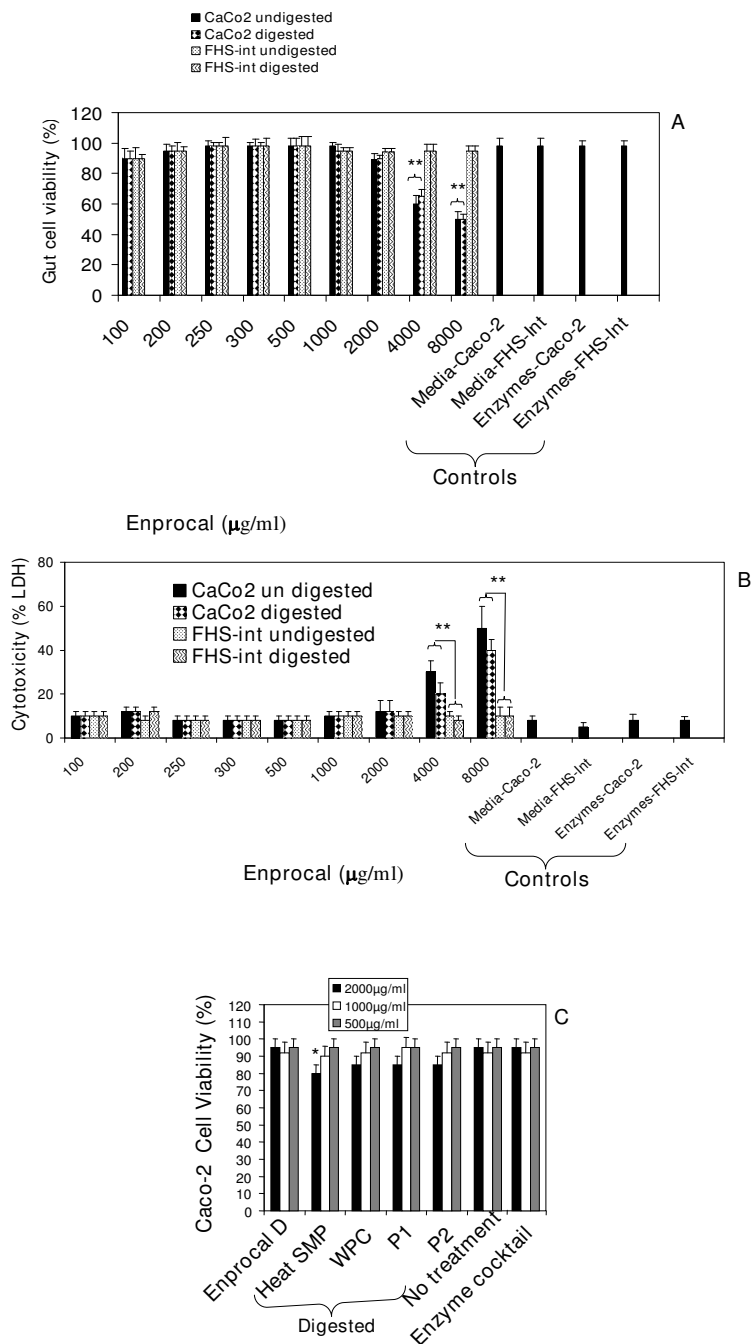 CaCo2 undigested
CaCo2 digested
FHS-int undigested
FHS-int digested
A
120
100
80
60
40
20
0
Gut cell viability (%)
**
**
100
200
250
300
500
1000
2000
4000
8000
Media-Caco-2
Media-FHS-Int
Enzymes-Caco-2
Enzymes-FHS-Int
Controls
Enprocal (µg/ml)
B
80
60
40
20
0
Cytotoxicity (% LDH)
CaCo2 un digested
CaCo2 digested
FHS-int undigested
FHS-int digested
**
**
100
200
250
300
500
1000
2000
4000
8000
Media-Caco-2
Media-FHS-Int
Enzymes-Caco-2
Enzymes-FHS-Int
Enprocal (µg/ml)
Controls
2000µg/ml
1000µg/ml
500µg/ml
C
120
110
100
90
80
70
60
50
40
30
20
10
0
Caco-2 Cell Viability (%)
*
Enprocal D
Heat SMP
WPC
P1
P2
No treatment
Enzyme cocktail
Digested